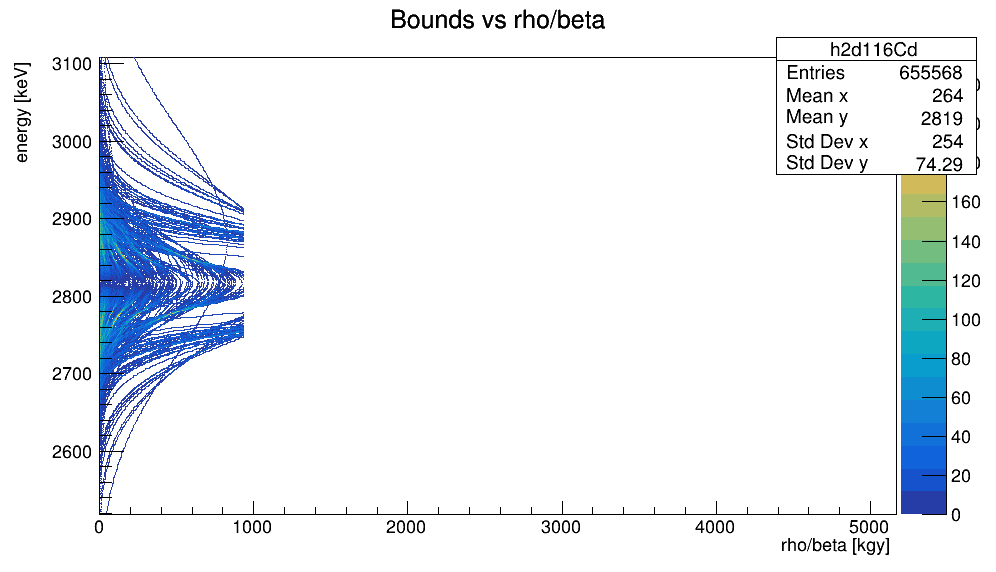 Bounds vs rho/beta
h2d116Cd
Entries 655568
Mean x 264
Mean y 2819
Std Dev x 254
Std Dev y 74.29
energy [keV]
3100
3000
2900
2800
2700
2600
0 1000 2000 3000 4000 5000
rho/beta [kgy]
160
140
120
100
80
60
40
20
0